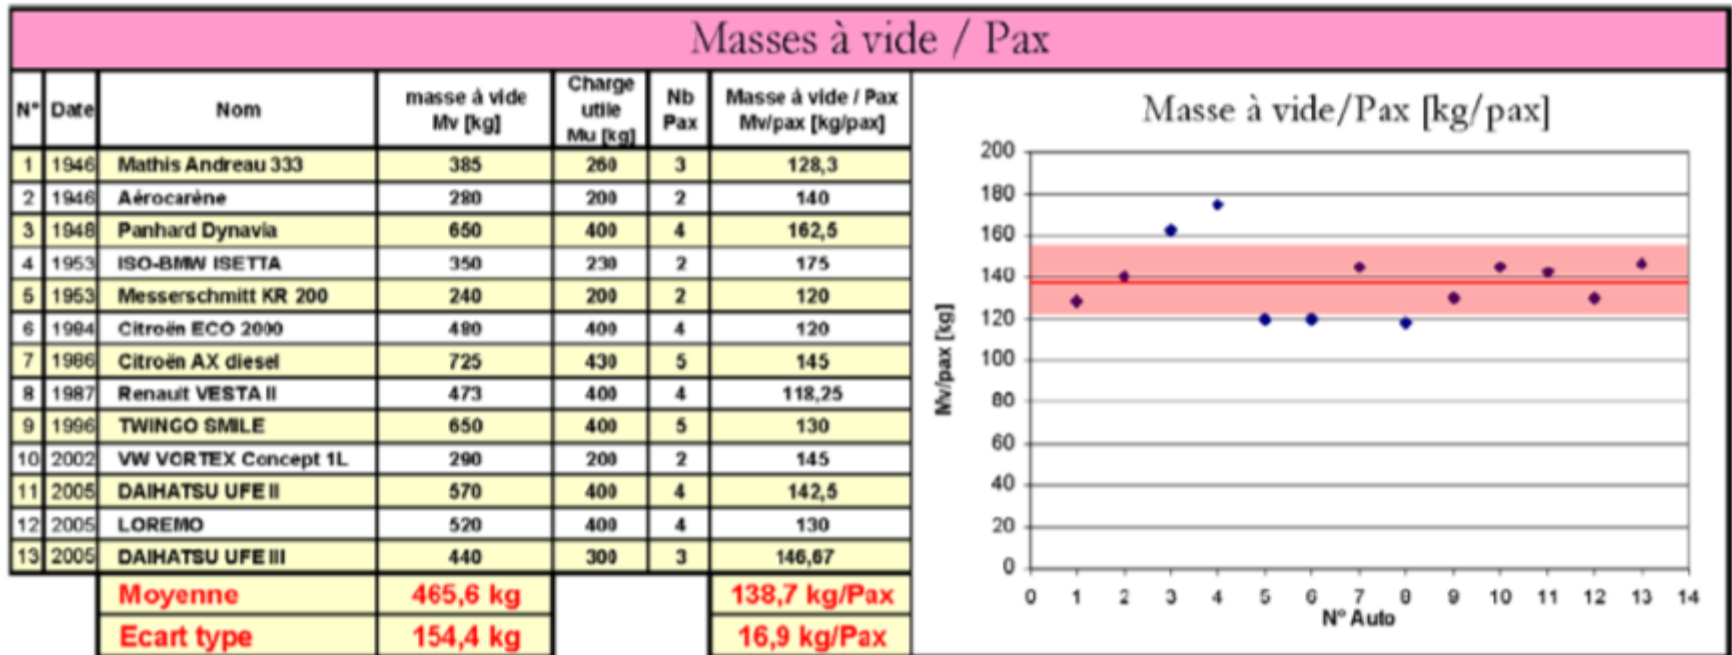 Masses à vide / Pax
N° Date Nom masse à vide Mv [kg] Charge utile Mu [kg] Nb Pax Masse à vide / Pax Mv/pax [kg/pax]
1 1946 Mathis Andreau 333 385 260 3 128,3
2 1946 Aérocarène 280 200 2 140
3 1948 Panhard Dynavia 650 400 4 162,5
4 1953 ISO-BMW ISETTA 350 230 2 175
5 1953 Messerschmitt KR 200 240 200 2 120
6 1984 Citroën ECO 2000 480 400 4 120
7 1986 Citroën AX diesel 725 430 5 145
8 1987 Renault VESTA II 473 400 4 118,25
9 1996 TWINGO SMILE 650 400 5 130
10 2002 VW VORTEX Concept 1L 290 200 2 145
11 2005 DAIHATSU UFE II 570 400 4 142,5
12 2005 LOREMO 520 400 4 130
13 2005 DAIHATSU UFE III 440 300 3 146,67
Moyenne 465,6 kg 138,7 kg/Pax
Ecart type 154,4 kg 16,9 kg/Pax
Masse à vide/Pax [kg/pax]
Mv/pax [kg]
200
180
160
140
120
100
80
60
40
20
0
0 1 2 3 4 5 6 7 8 9 10 11 12 13 14
N° Auto